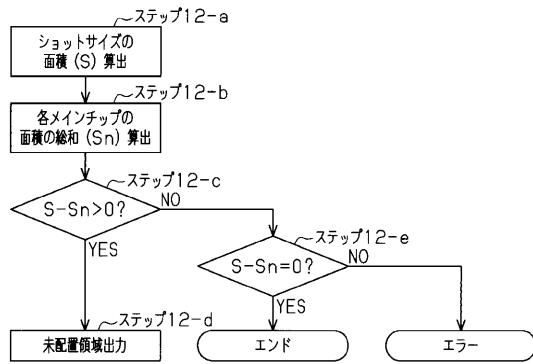 ステップ12-a
ショットサイズの
面積(S)算出
ステップ12-b
各メインチップの
面積の総和(Sn)算出
ステップ12-c
S-Sn>0?
NO
YES
ステップ12-e
S-Sn=0?
NO
YES
ステップ12-d
未配置領域出力
エンド
エラー